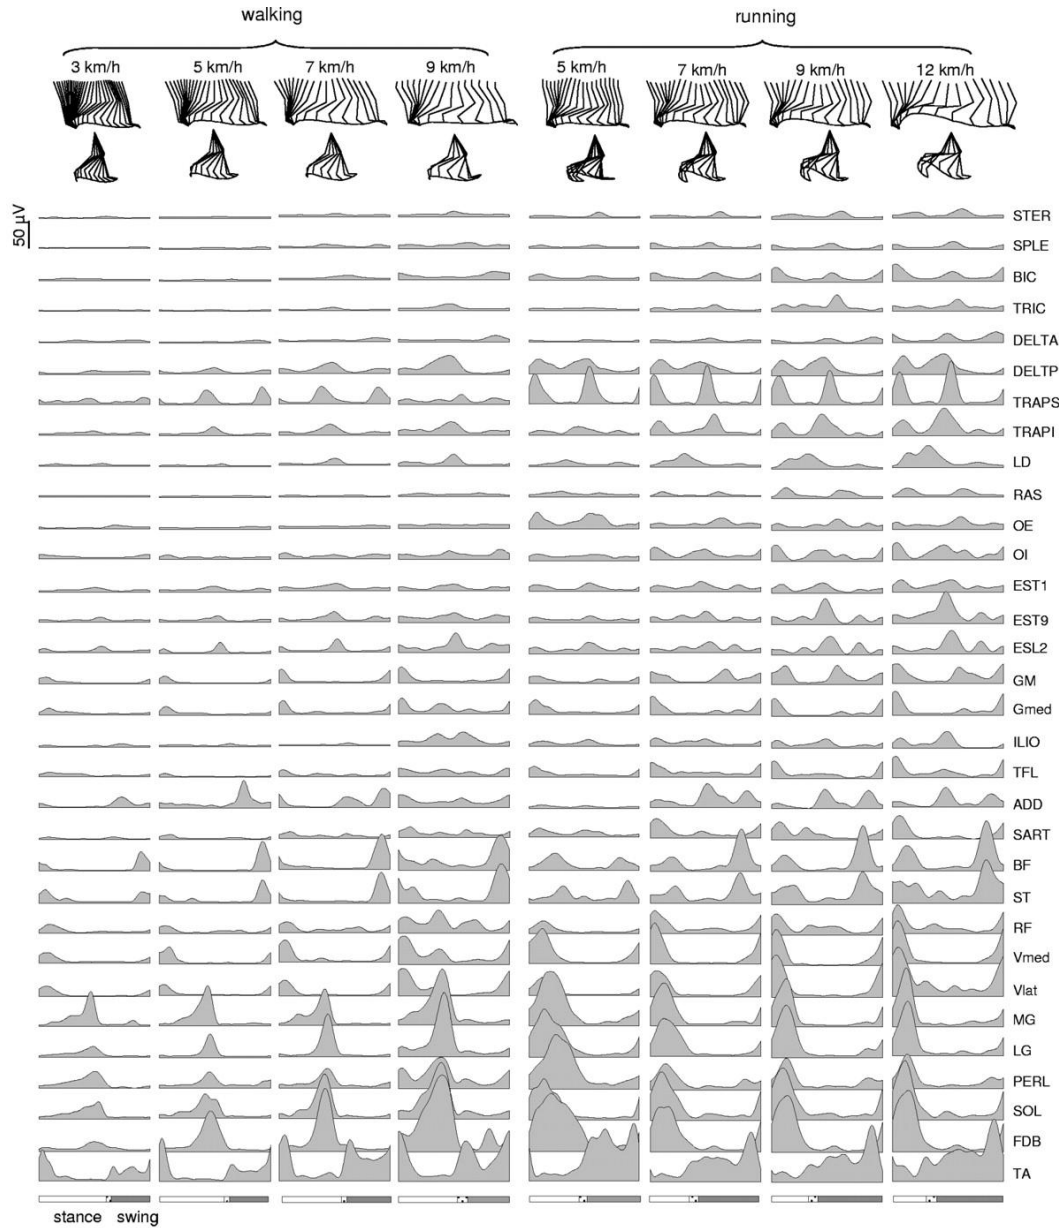 walking running
3 km/h 5 km/h 7 km/h 9 km/h 5 km/h 7 km/h 9 km/h 12 km/h
50 μV
STER
SPLE
BIC
TRIC
DELTA
DELTP
TRAPS
TRAPI
LD
RAS
OE
OI
EST1
EST9
ESL2
GM
Gmed
ILIO
TFL
ADD
SART
BF
ST
RF
Vmed
Vlat
MG
LG
PERL
SOL
FDB
TA
stance swing